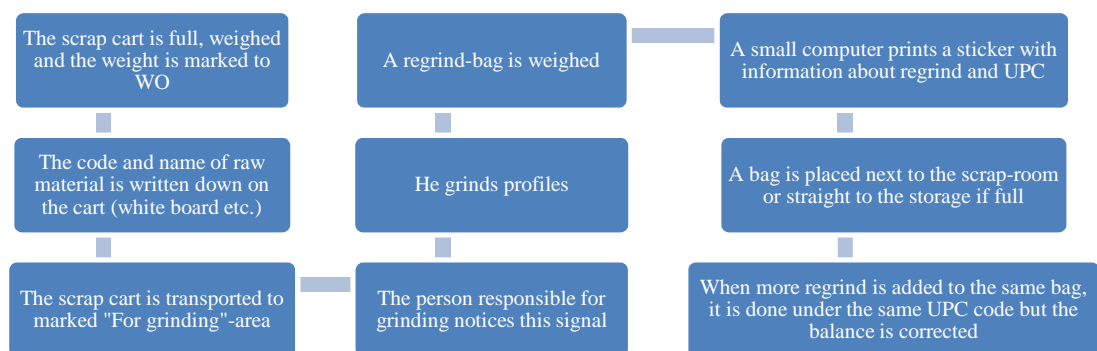 The scrap cart is full, weighed
and the weight is marked to
WO
The code and name of raw
material is written down on
the cart (white board etc.)
The scrap cart is transported to
marked "For grinding"-area
The person responsible for
grinding notices this signal
He grinds profiles
A regrind-bag is weighed
A small computer prints a sticker with
information about regrind and UPC
A bag is placed next to the scrap-room
or straight to the storage if full
When more regrind is added to the same bag,
it is done under the same UPC code but the
balance is corrected